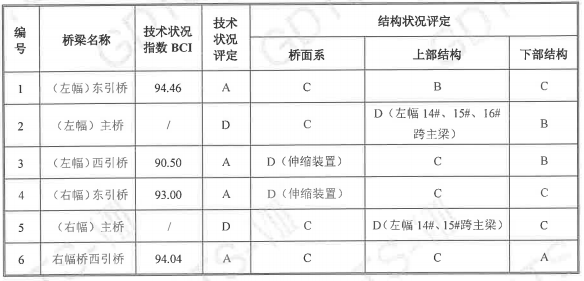 编号 桥梁名称 技术状况指数 BCI 技术状况评定 结构状况评定
桥面系 上部结构 下部结构
1 （左幅）东引桥 94.46 A C B C
2 （左幅）主桥 / D C D（左幅 14#、15#、16#跨主梁） B
3 （左幅）西引桥 90.50 A D（伸缩装置） C B
4 （右幅）东引桥 93.00 A D（伸缩装置） C C
5 （右幅）主桥 / D C D（左幅 14#、15#跨主梁） C
6 右幅桥西引桥 94.04 A C C A